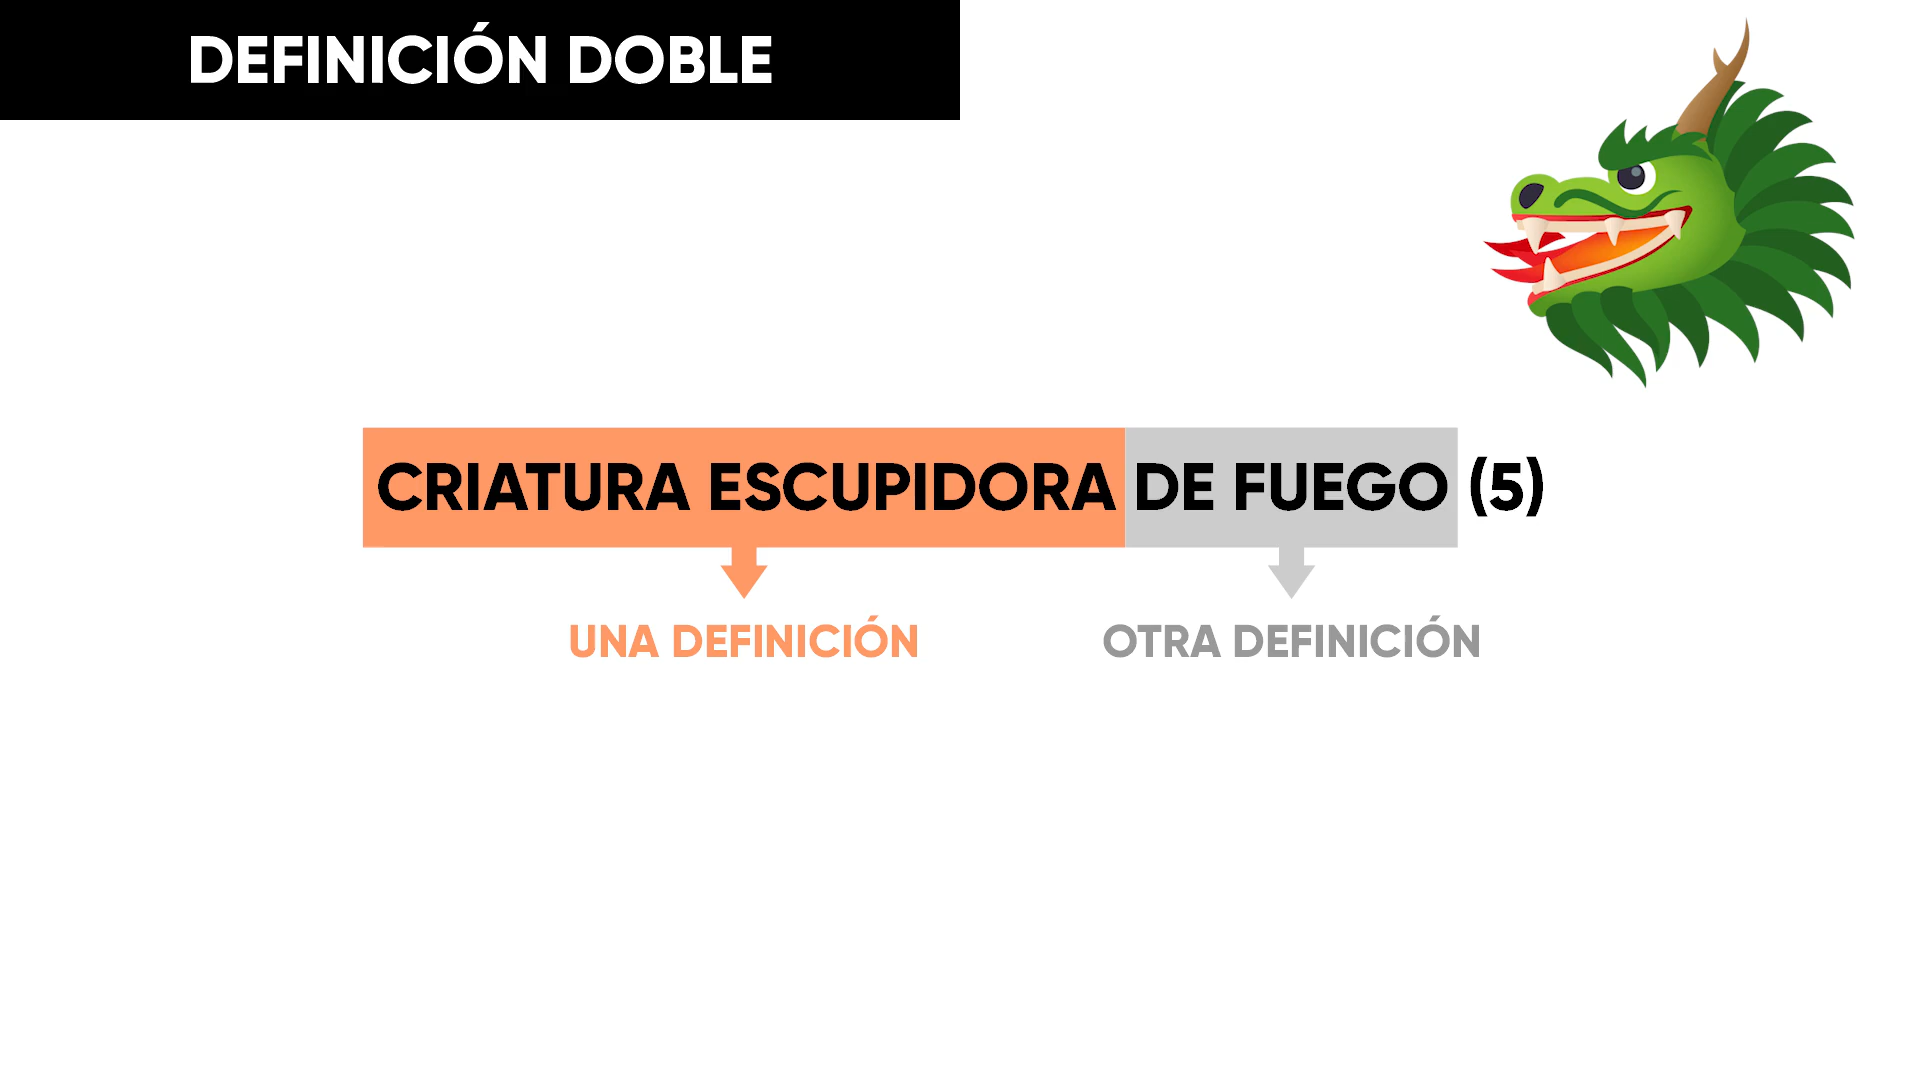 DEFINICIÓN DOBLE
CRIATURA ESCUPIDORA DE FUEGO (5)
UNA DEFINICIÓN
OTRA DEFINICIÓN